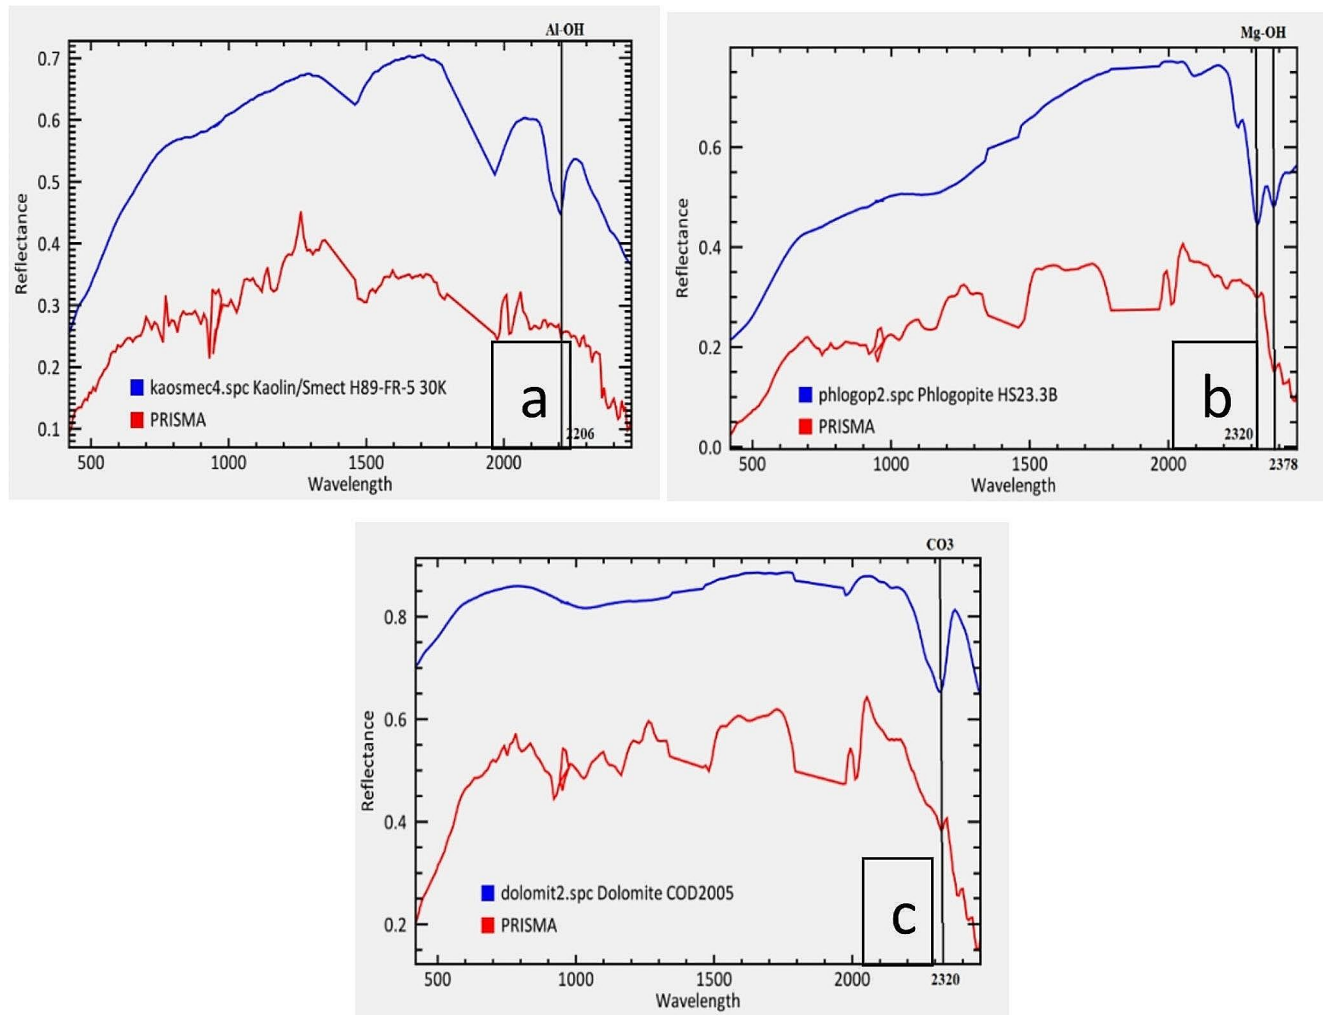 Al-OH
0.7
0.6
0.5
0.4
0.3
0.2
0.1
Reflectance
kaosmec4.spc Kaolin/Smect H89-FR-5 30K
PRISMA
a
2206
500 1000 1500 2000
Wavelength
Mg-OH
0.6
0.4
0.2
0.0
Reflectance
phlogop2.spc Phlogopite HS23.3B
PRISMA
b
2320
500 1000 1500 2000 2378
Wavelength
CO3
0.8
0.6
0.4
0.2
Reflectance
dolomit2.spc Dolomite COD2005
PRISMA
c
500 1000 1500 2000 2320
Wavelength